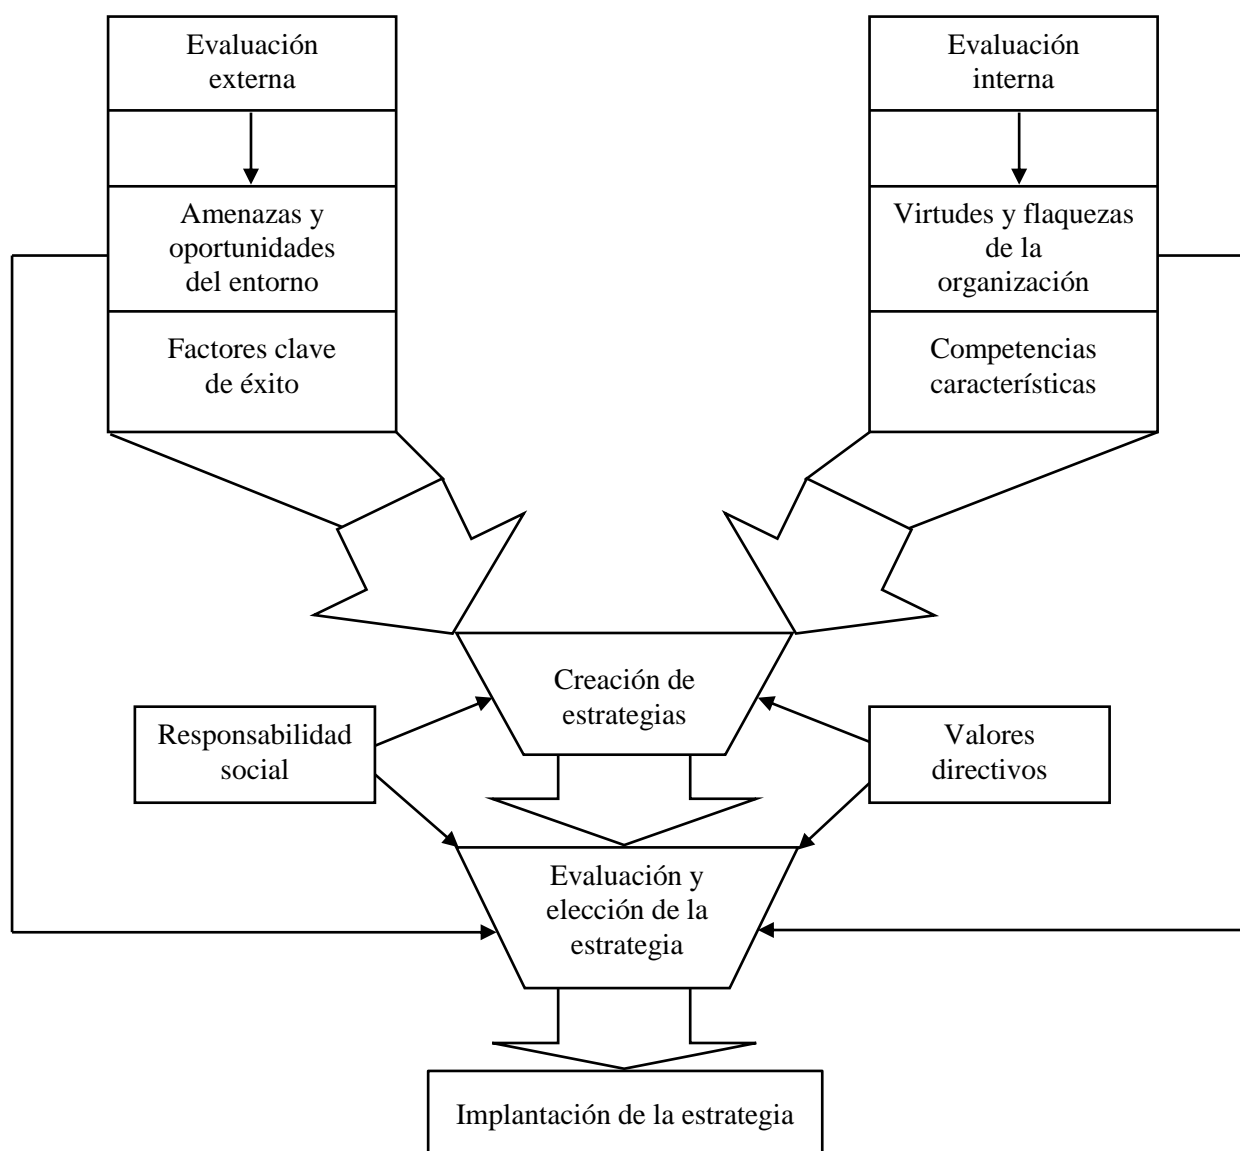 Evaluación
externa
Evaluación
interna
Amenazas y
oportunidades
del entorno
Virtudes y flaquezas
de la
organización
Factores clave
de éxito
Competencias
características
Creación de
estrategias
Responsabilidad
social
Valores
directivos
Evaluación y
elección de la
estrategia
Implantación de la estrategia